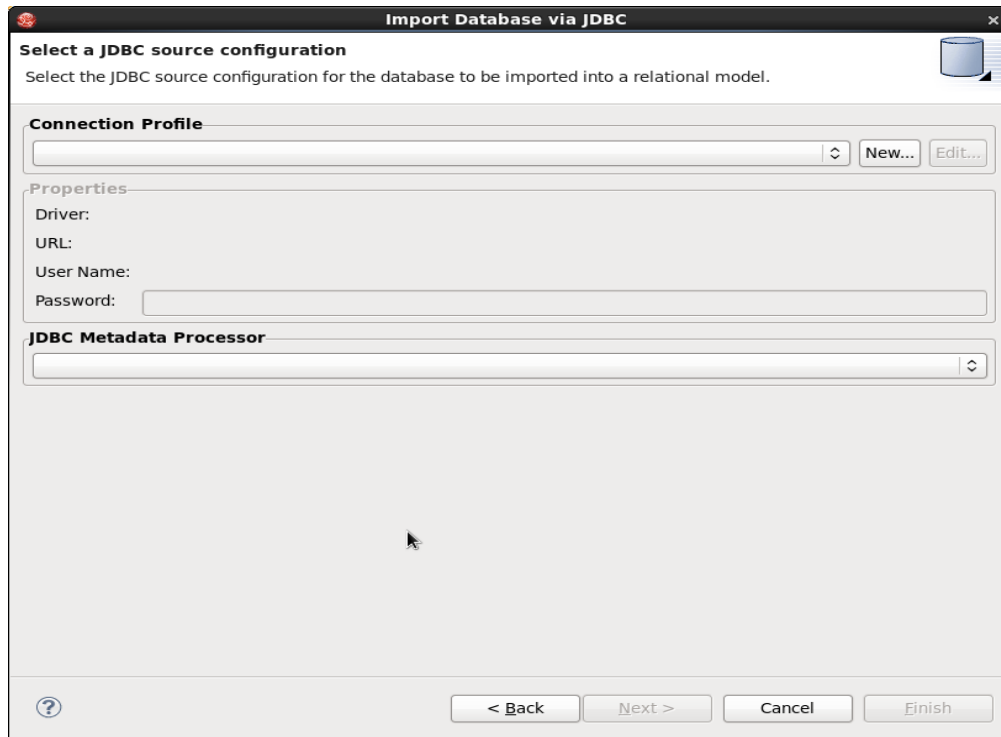 Import Database via JDBC
Select a JDBC source configuration
Select the JDBC source configuration for the database to be imported into a relational model.
Connection Profile
New... Edit...
Properties
Driver:
URL:
User Name:
Password:
JDBC Metadata Processor
? < Back Next > Cancel Finish